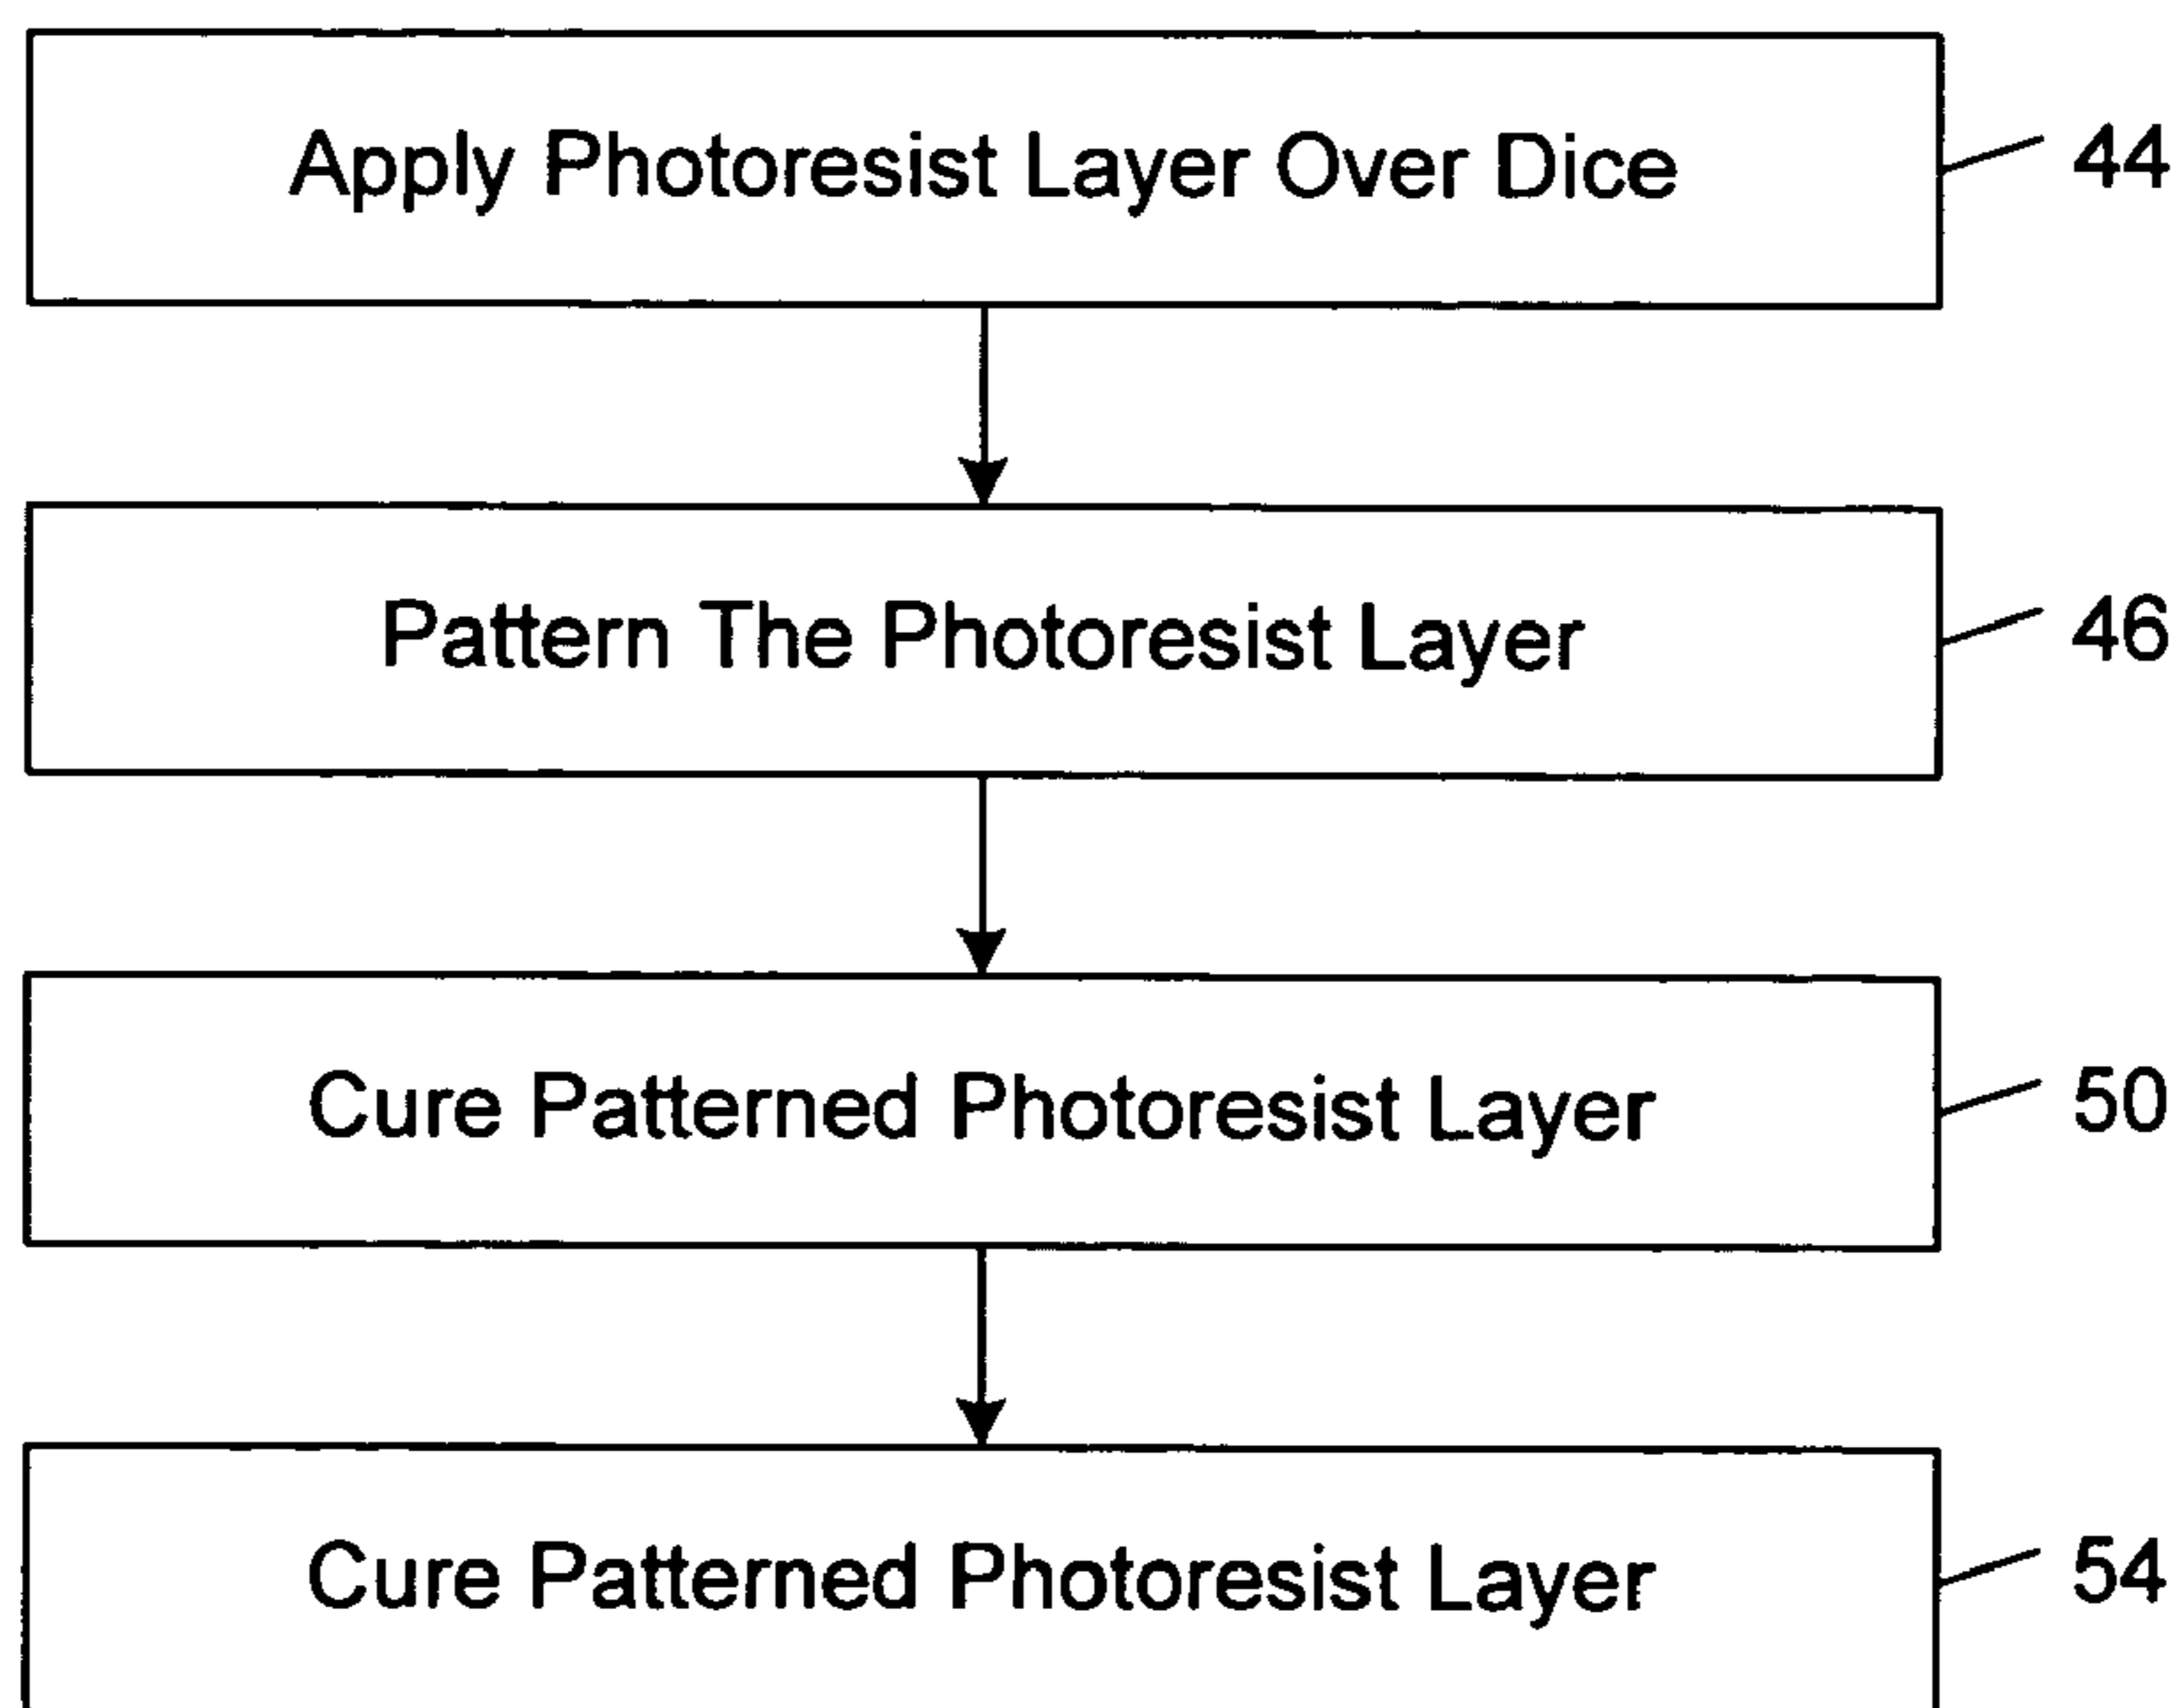 Apply Photoresist Layer Over Dice 44
Pattern The Photoresist Layer 46
Cure Patterned Photoresist Layer 50
Cure Patterned Photoresist Layer 54